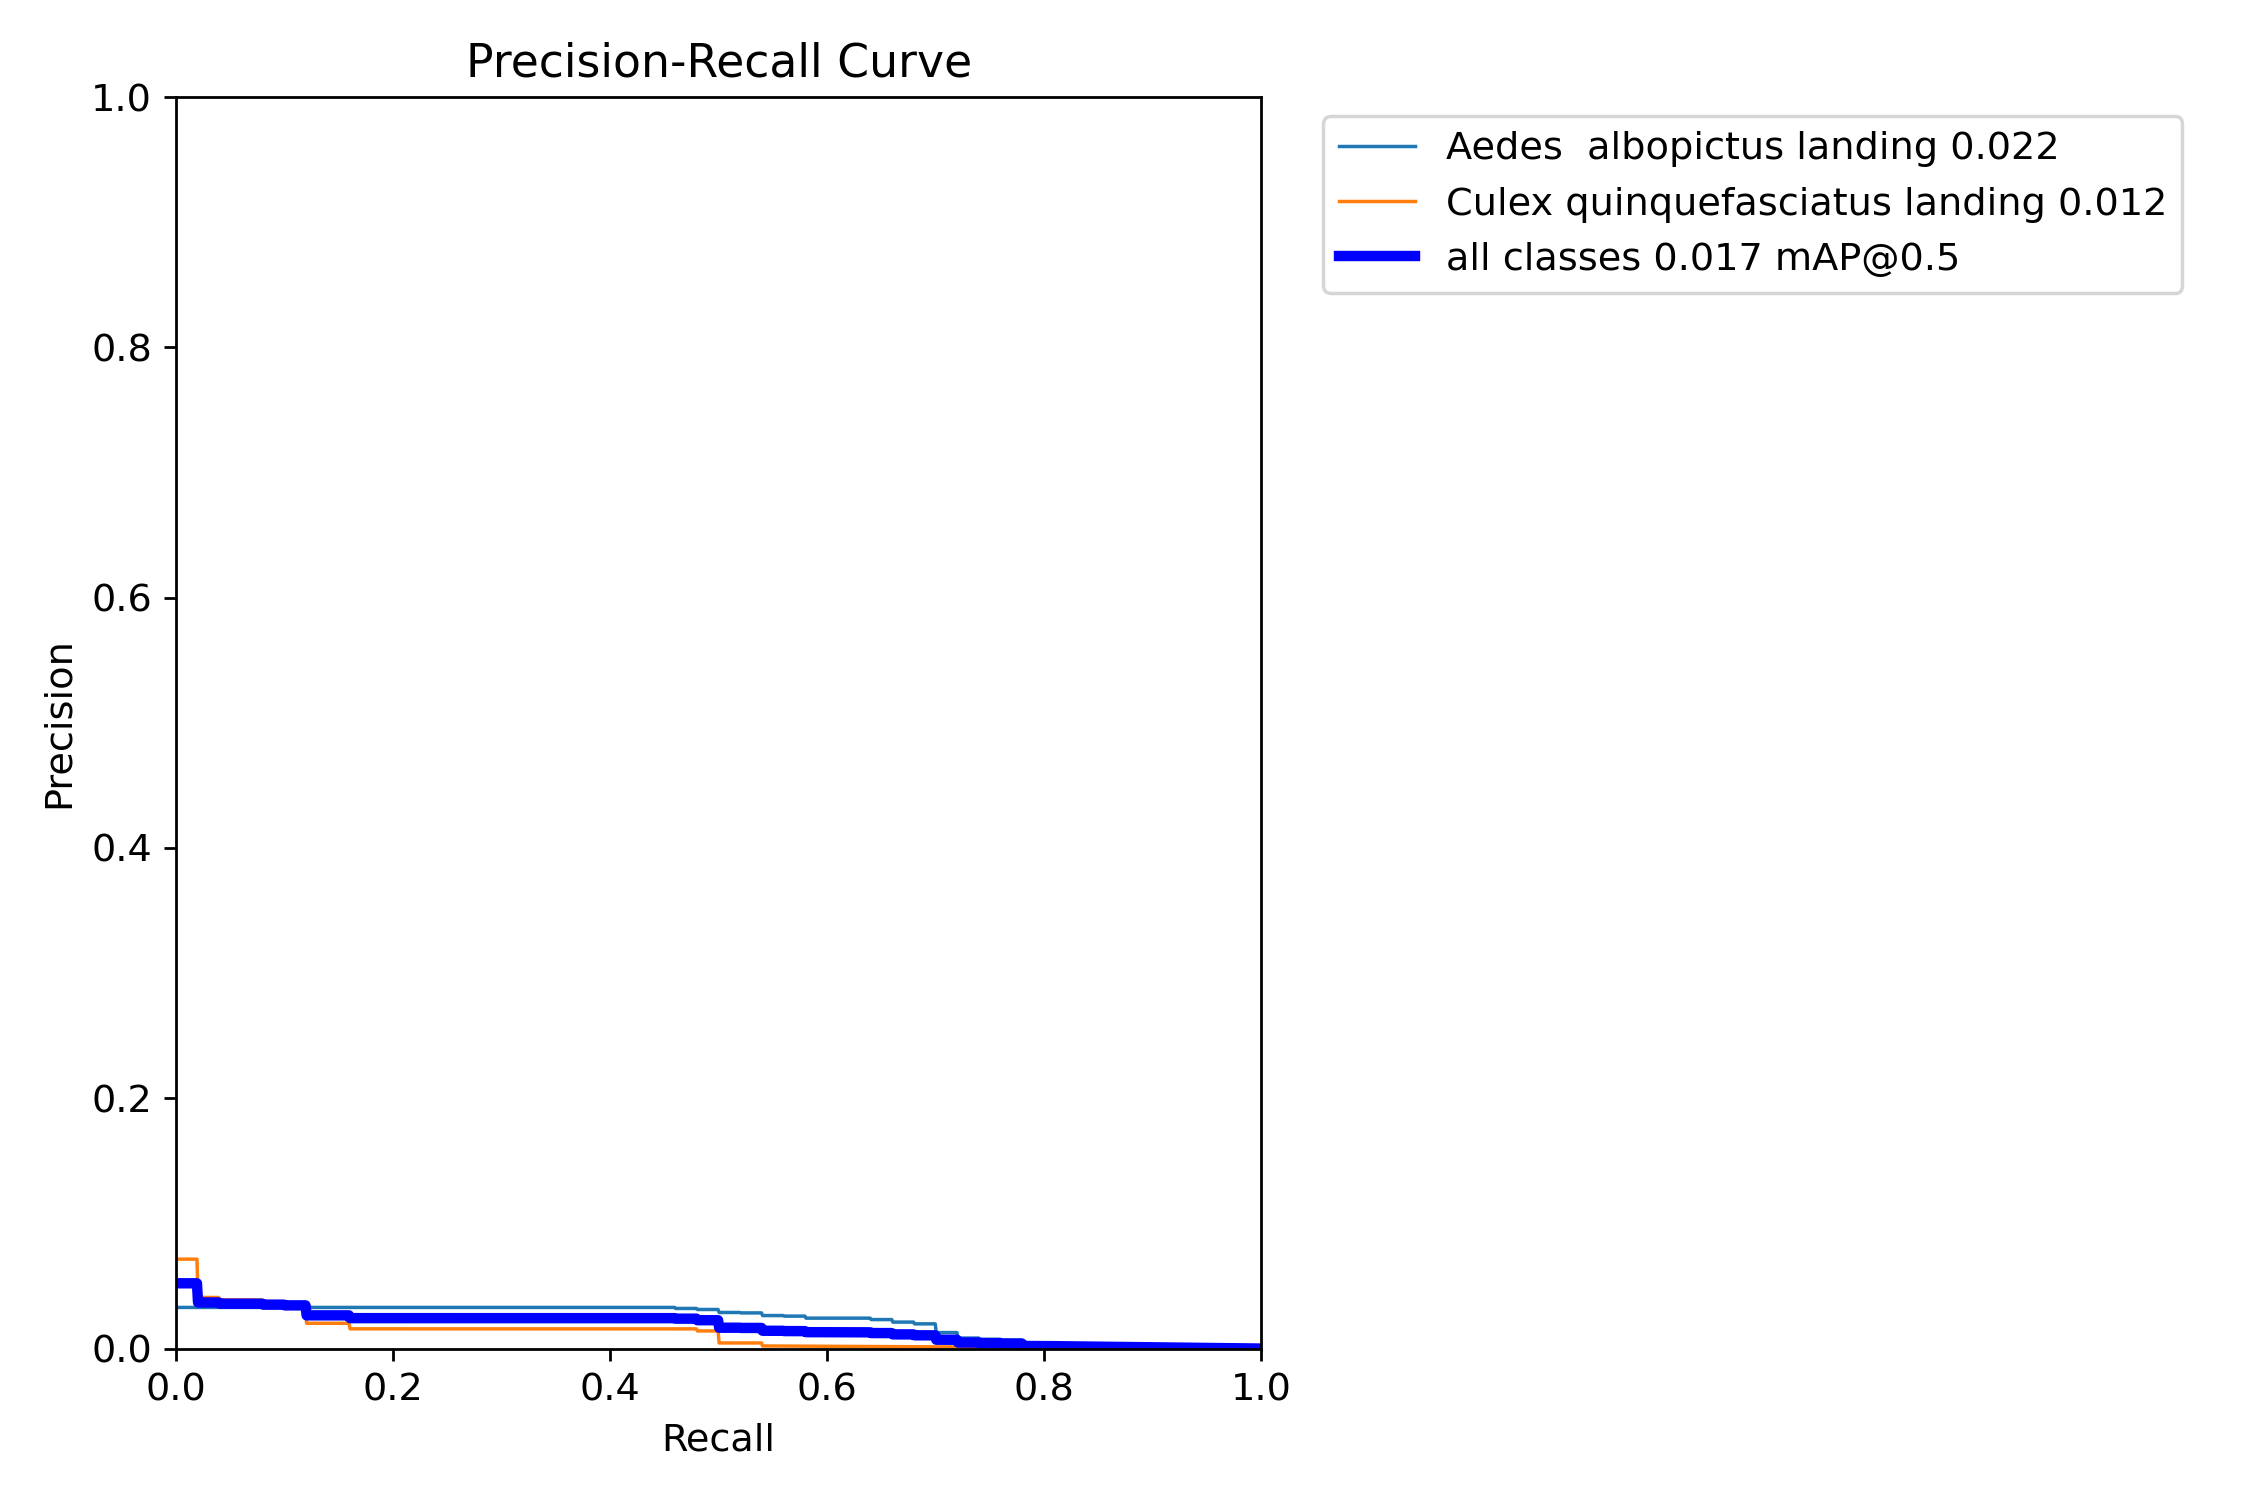 Precision-Recall Curve
1.0
0.8
0.6
0.4
0.2
0.0
Precision
0.0 0.2 0.4 0.6 0.8 1.0
Recall
Aedes  albopictus landing 0.022
Culex quinquefasciatus landing 0.012
all classes 0.017 mAP@0.5